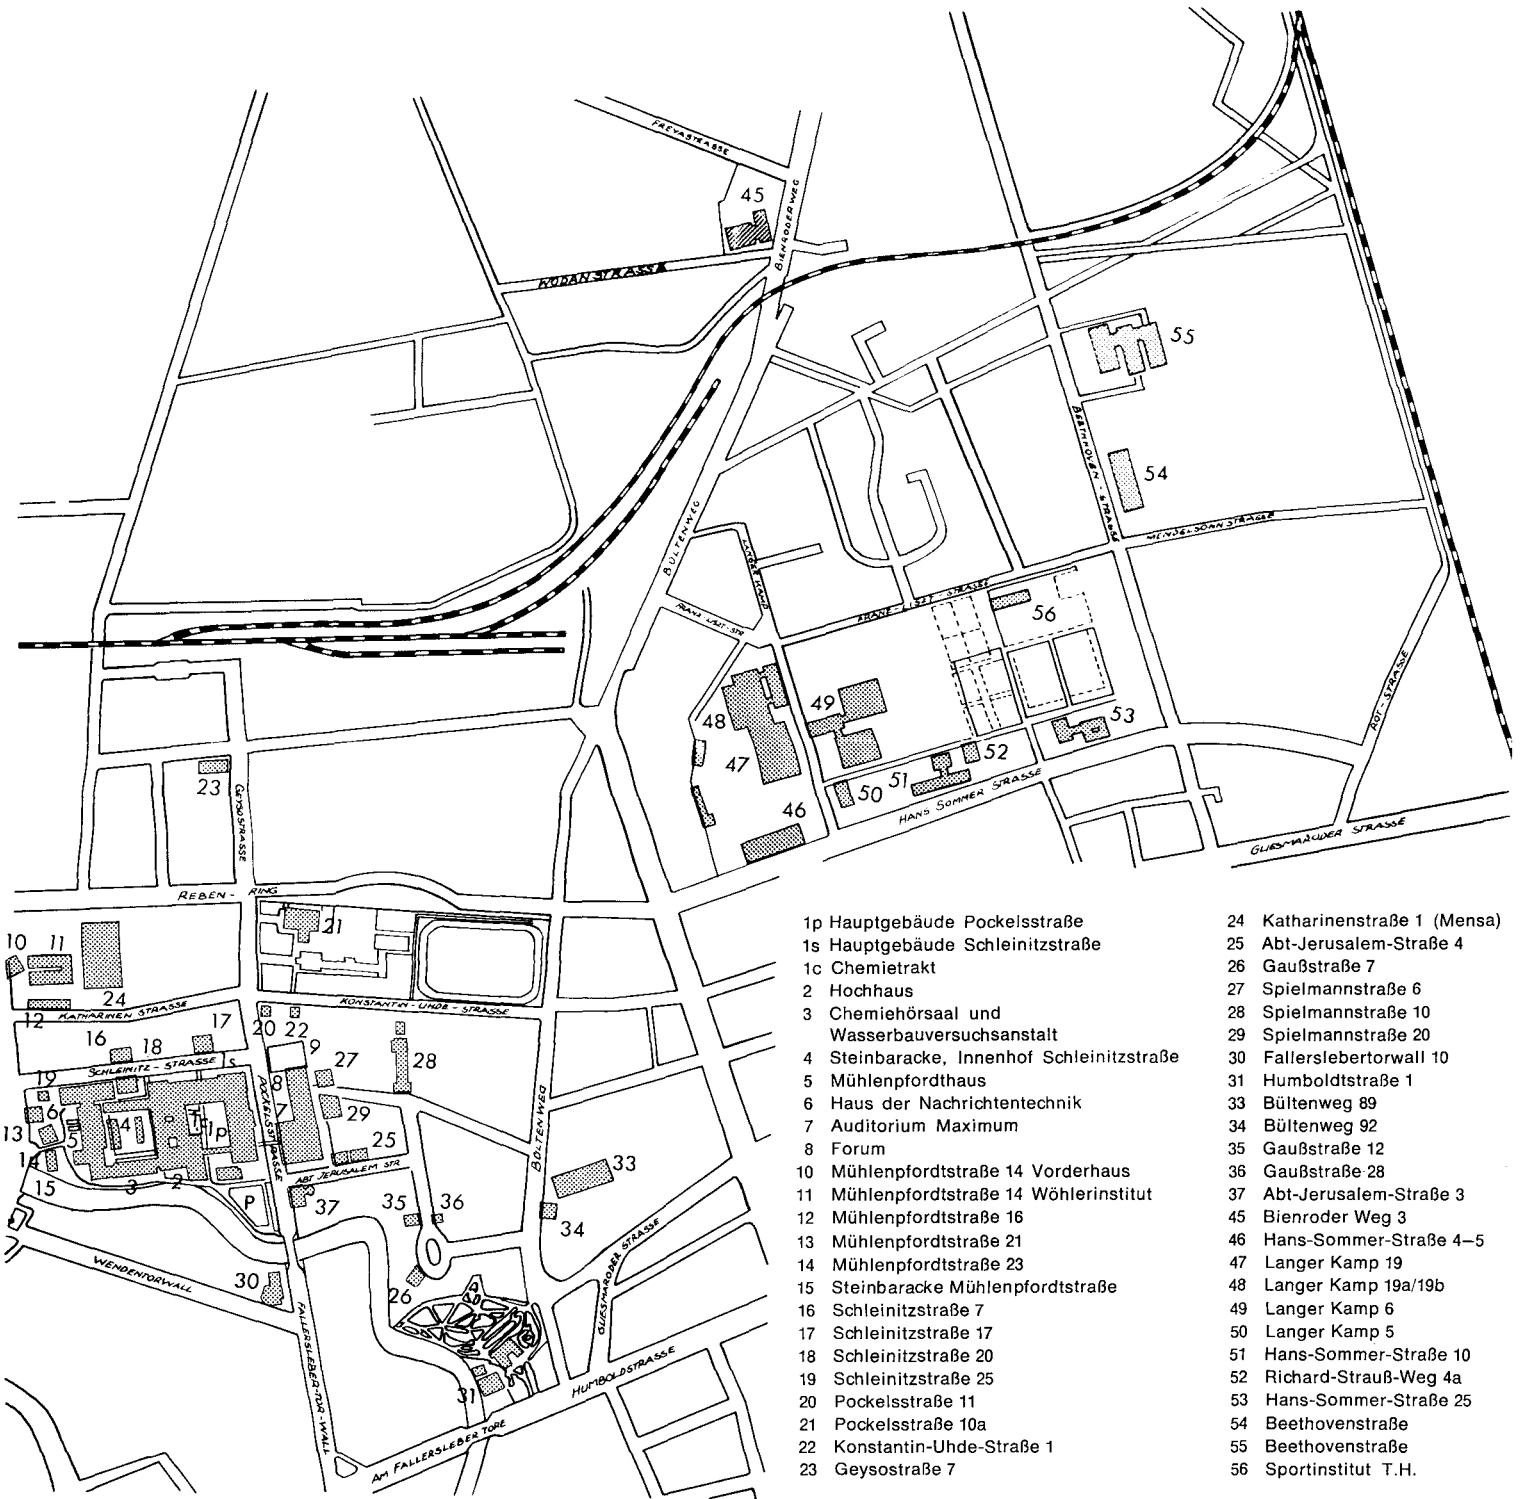 FREYASTRASSE
45
BIENRODERWEG
WODANSTRASSE
55
BEETHHOVEN-STRASSE
54
MENDELSOHNSTRASSE
BÜLTENWEG
LANGER KAMP
FRANZ-LISZT-STR
FRANZ-LISZT-STRASSE
56
ROT-STRASSE
49
48
53
52
47
51
50
23
GEYSOSTRASSE
46
HANS SOMMER STRASSE
GLIESMARODER STRASSE
REBEN-RING
21
10
11
24
KATHARINEN STRASSE
12
KONSTANTIN-UHDE-STRASSE
20
22
17
16
18
9
SCHLEINITZ-STRASSE
S
27
28
19
8
POCKELSSTRASSE
6
7
29
4
1p
13
5
25
BÜLTENWEG
14
ABT JERUSALEM STR
33
15
3
2
P
37
35
36
34
GLIESMARODER STRASSE
WENDENTORWALL
30
26
FALLERSLEBER-TOR-WALL
31
HUMBOLDSTRASSE
AM FALLERSLEBER TORE
1p Hauptgebäude Pockelsstraße
1s Hauptgebäude Schleinitzstraße
1c Chemietrakt
2 Hochhaus
3 Chemiehörsaal und
Wasserbauversuchsanstalt
4 Steinbaracke, Innenhof Schleinitzstraße
5 Mühlenpfordthaus
6 Haus der Nachrichtentechnik
7 Auditorium Maximum
8 Forum
10 Mühlenpfordtstraße 14 Vorderhaus
11 Mühlenpfordtstraße 14 Wöhlerinstitut
12 Mühlenpfordtstraße 16
13 Mühlenpfordtstraße 21
14 Mühlenpfordtstraße 23
15 Steinbaracke Mühlenpfordtstraße
16 Schleinitzstraße 7
17 Schleinitzstraße 17
18 Schleinitzstraße 20
19 Schleinitzstraße 25
20 Pockelsstraße 11
21 Pockelsstraße 10a
22 Konstantin-Uhde-Straße 1
23 Geysostraße 7
24 Katharinenstraße 1 (Mensa)
25 Abt-Jerusalem-Straße 4
26 Gaußstraße 7
27 Spielmannstraße 6
28 Spielmannstraße 10
29 Spielmannstraße 20
30 Fallerslebertorwall 10
31 Humboldtstraße 1
33 Bültenweg 89
34 Bültenweg 92
35 Gaußstraße 12
36 Gaußstraße 28
37 Abt-Jerusalem-Straße 3
45 Bienroder Weg 3
46 Hans-Sommer-Straße 4–5
47 Langer Kamp 19
48 Langer Kamp 19a/19b
49 Langer Kamp 6
50 Langer Kamp 5
51 Hans-Sommer-Straße 10
52 Richard-Strauß-Weg 4a
53 Hans-Sommer-Straße 25
54 Beethovenstraße
55 Beethovenstraße
56 Sportinstitut T.H.